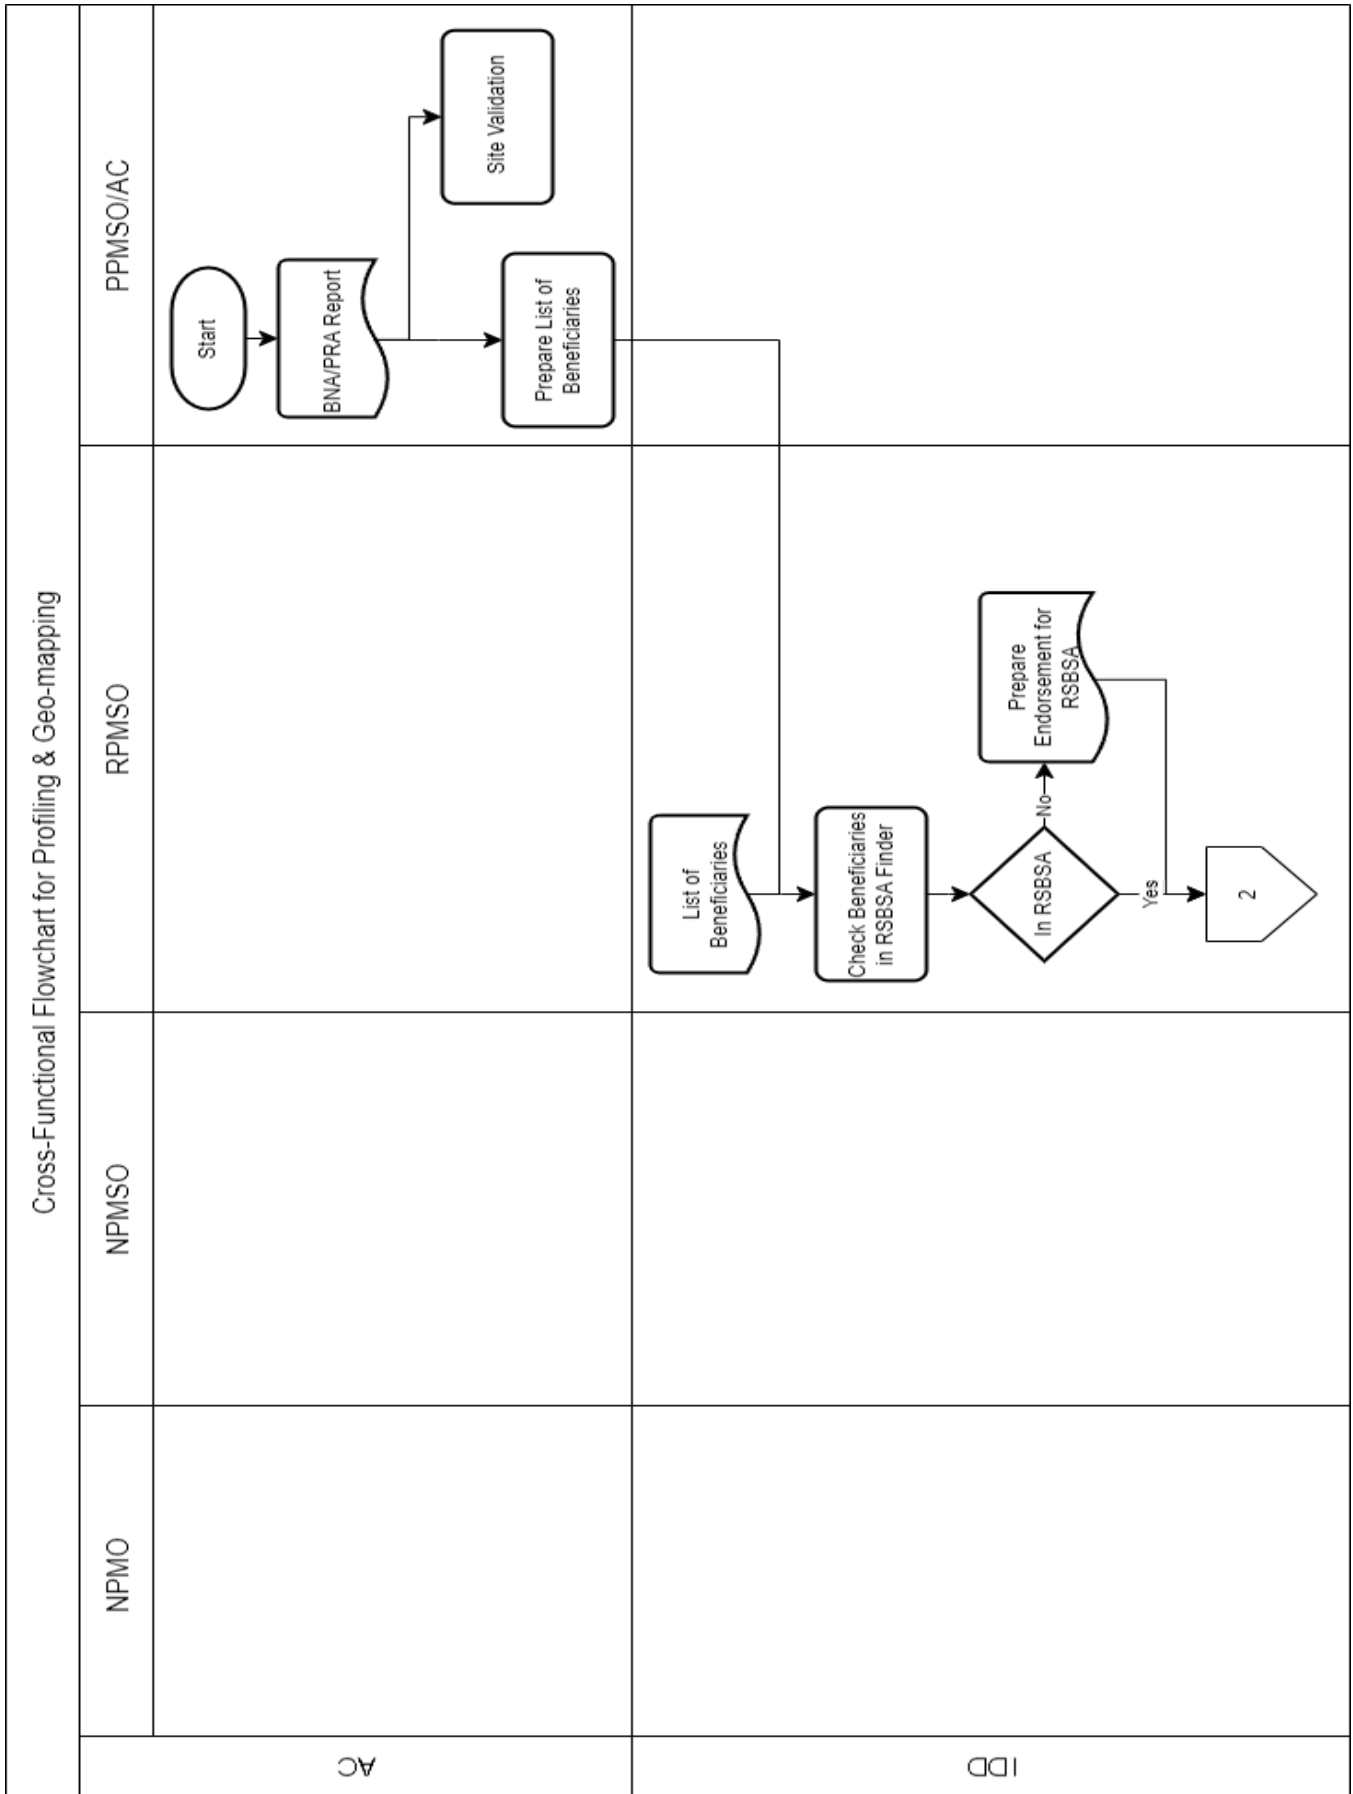 Cross-Functional Flowchart for Profiling & Geo-mapping
NPMO
NPMSO
RPMSO
PPMSO/AC
AC
Start
BNA/PRA Report
Site Validation
Prepare List of
Beneficiaries
IDD
List of
Beneficiaries
Check Beneficiaries
in RSBSA Finder
In RSBSA
No
Prepare
Endorsement for
RSBSA
Yes
2